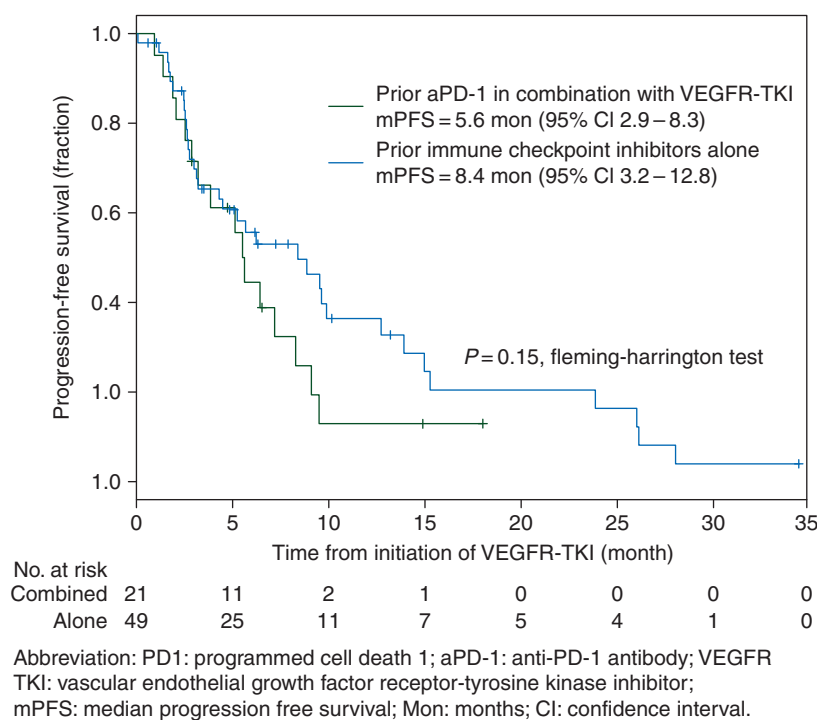 Progression-free survival (fraction)
1.0
0.8
0.6
0.4
1.0
1.0
Prior aPD-1 in combination with VEGFR-TKI
mPFS = 5.6 mon (95% CI 2.9 – 8.3)
Prior immune checkpoint inhibitors alone
mPFS = 8.4 mon (95% CI 3.2 – 12.8)
P = 0.15, fleming-harrington test
0 5 10 15 20 25 30 35
Time from initiation of VEGFR-TKI (month)
No. at risk
Combined 21 11 2 1 0 0 0 0
Alone 49 25 11 7 5 4 1 0
Abbreviation: PD1: programmed cell death 1; aPD-1: anti-PD-1 antibody; VEGFR
TKI: vascular endothelial growth factor receptor-tyrosine kinase inhibitor;
mPFS: median progression free survival; Mon: months; CI: confidence interval.